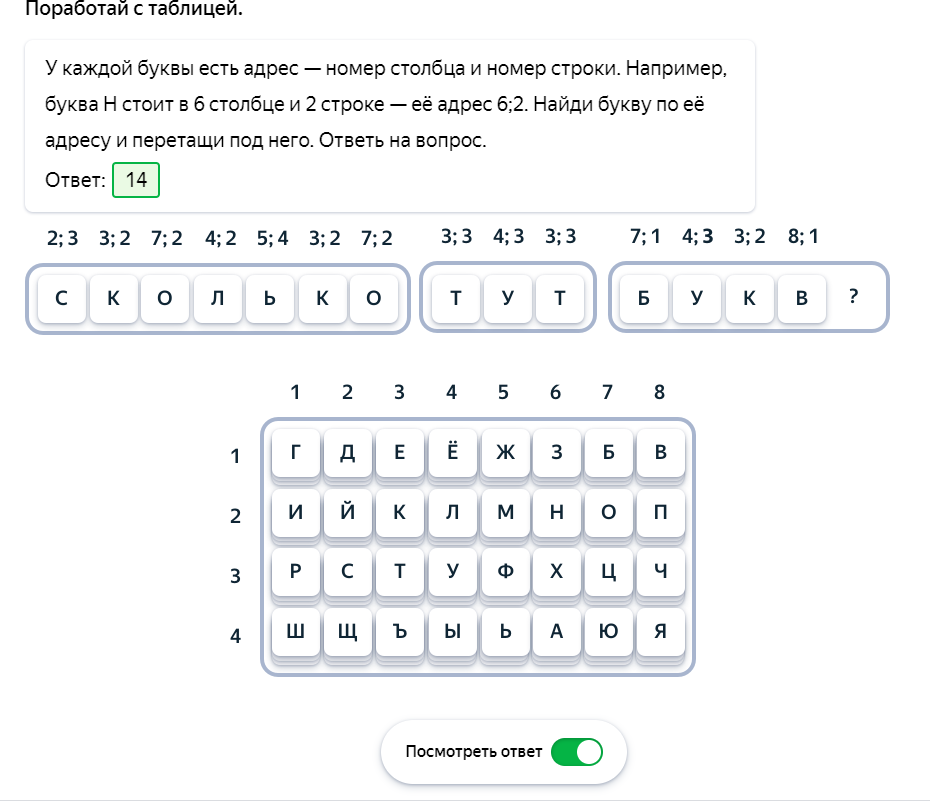 Поработай с таблицей.
У каждой буквы есть адрес — номер столбца и номер строки. Например,
буква Н стоит в 6 столбце и 2 строке — её адрес 6;2. Найди букву по её
адресу и перетащи под него. Ответь на вопрос.
Ответ: 14
2; 3 3; 2 7; 2 4; 2 5; 4 3; 2 7; 2 3; 3 4; 3 3; 3 7; 1 4; 3 3; 2 8; 1
С К О Л Ь К О Т У Т Б У К В ?
1 2 3 4 5 6 7 8
1 Г Д Е Ё Ж З Б В
2 И Й К Л М Н О П
3 Р С Т У Ф Х Ц Ч
4 Ш Щ Ъ Ы Ь А Ю Я
Посмотреть ответ